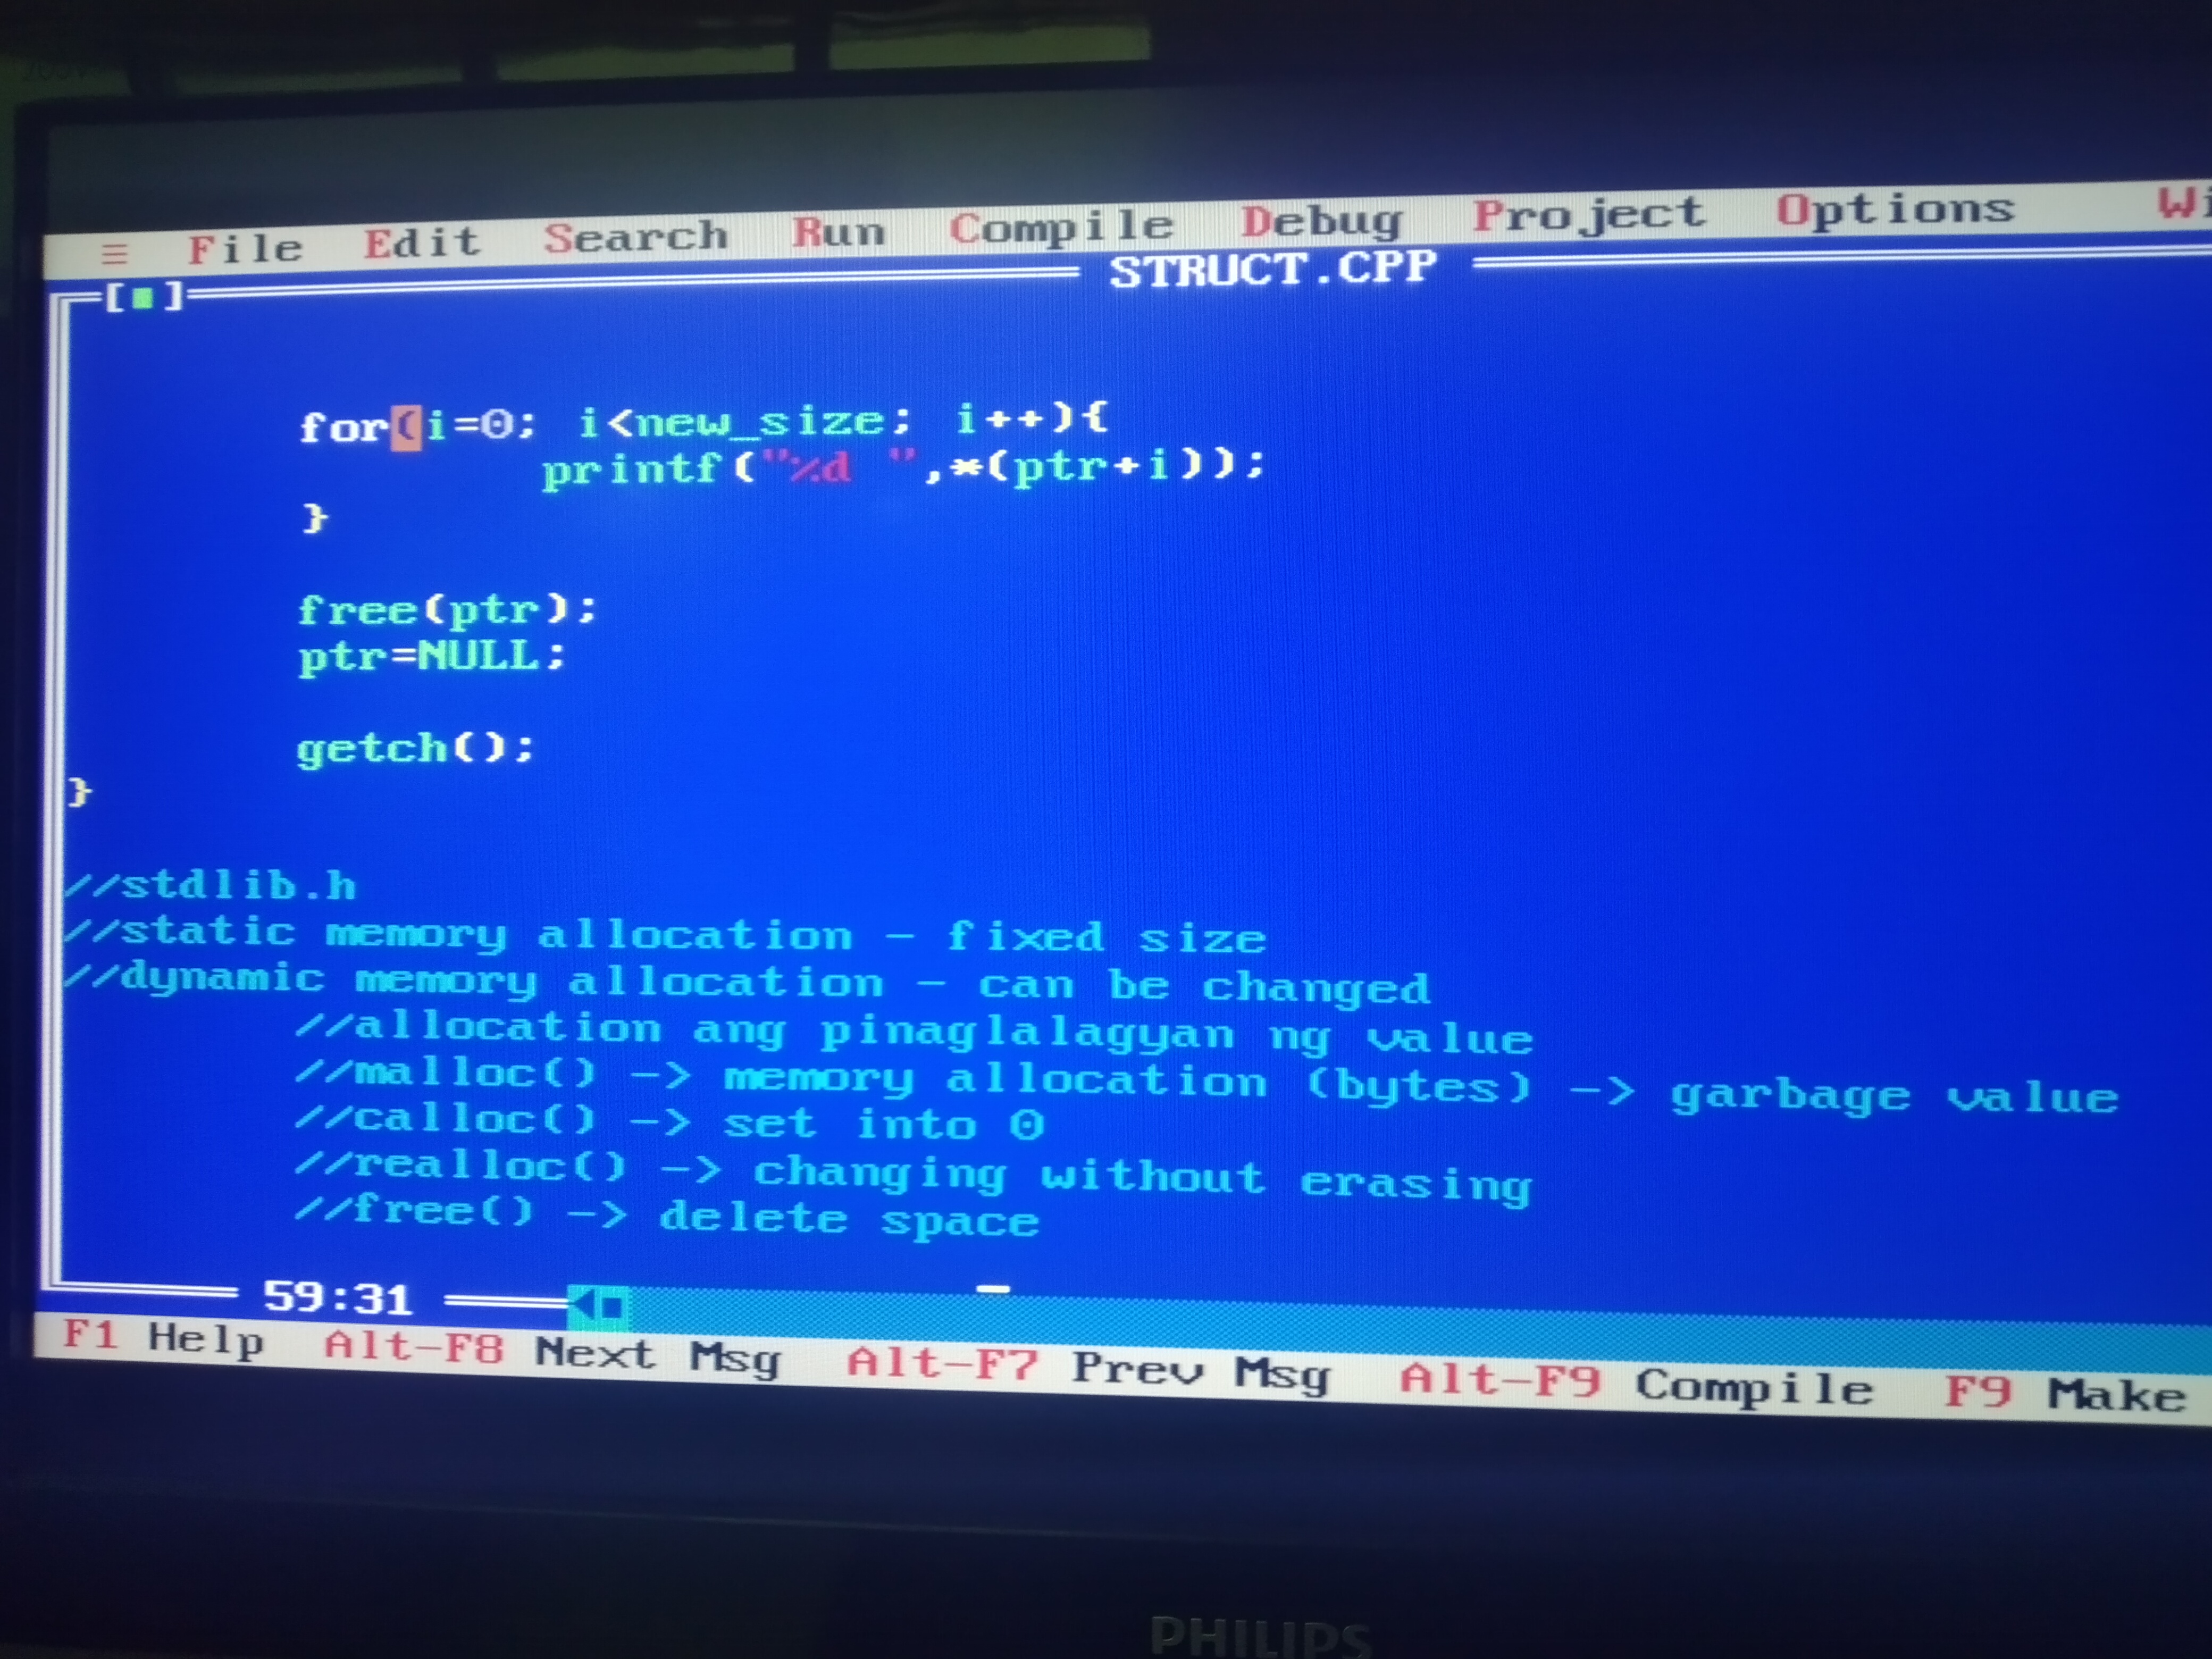 ≡ File Edit Search Run Compile Debug Project Options
[■] STRUCT.CPP
for(i=0; i<new_size; i++){
printf("%d ",*(ptr+i));
}
free(ptr);
ptr=NULL;
getch();
}
//stdlib.h
//static memory allocation - fixed size
//dynamic memory allocation - can be changed
//allocation ang pinaglalagyan ng value
//malloc() -> memory allocation (bytes) -> garbage value
//calloc() -> set into 0
//realloc() -> changing without erasing
//free() -> delete space
59:31
F1 Help Alt-F8 Next Msg Alt-F7 Prev Msg Alt-F9 Compile F9 Make
PHILIPS